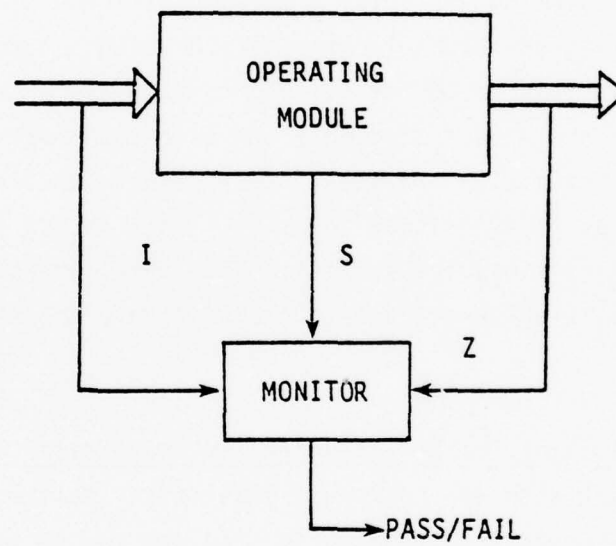 OPERATING
MODULE
I
S
Z
MONITOR
PASS/FAIL